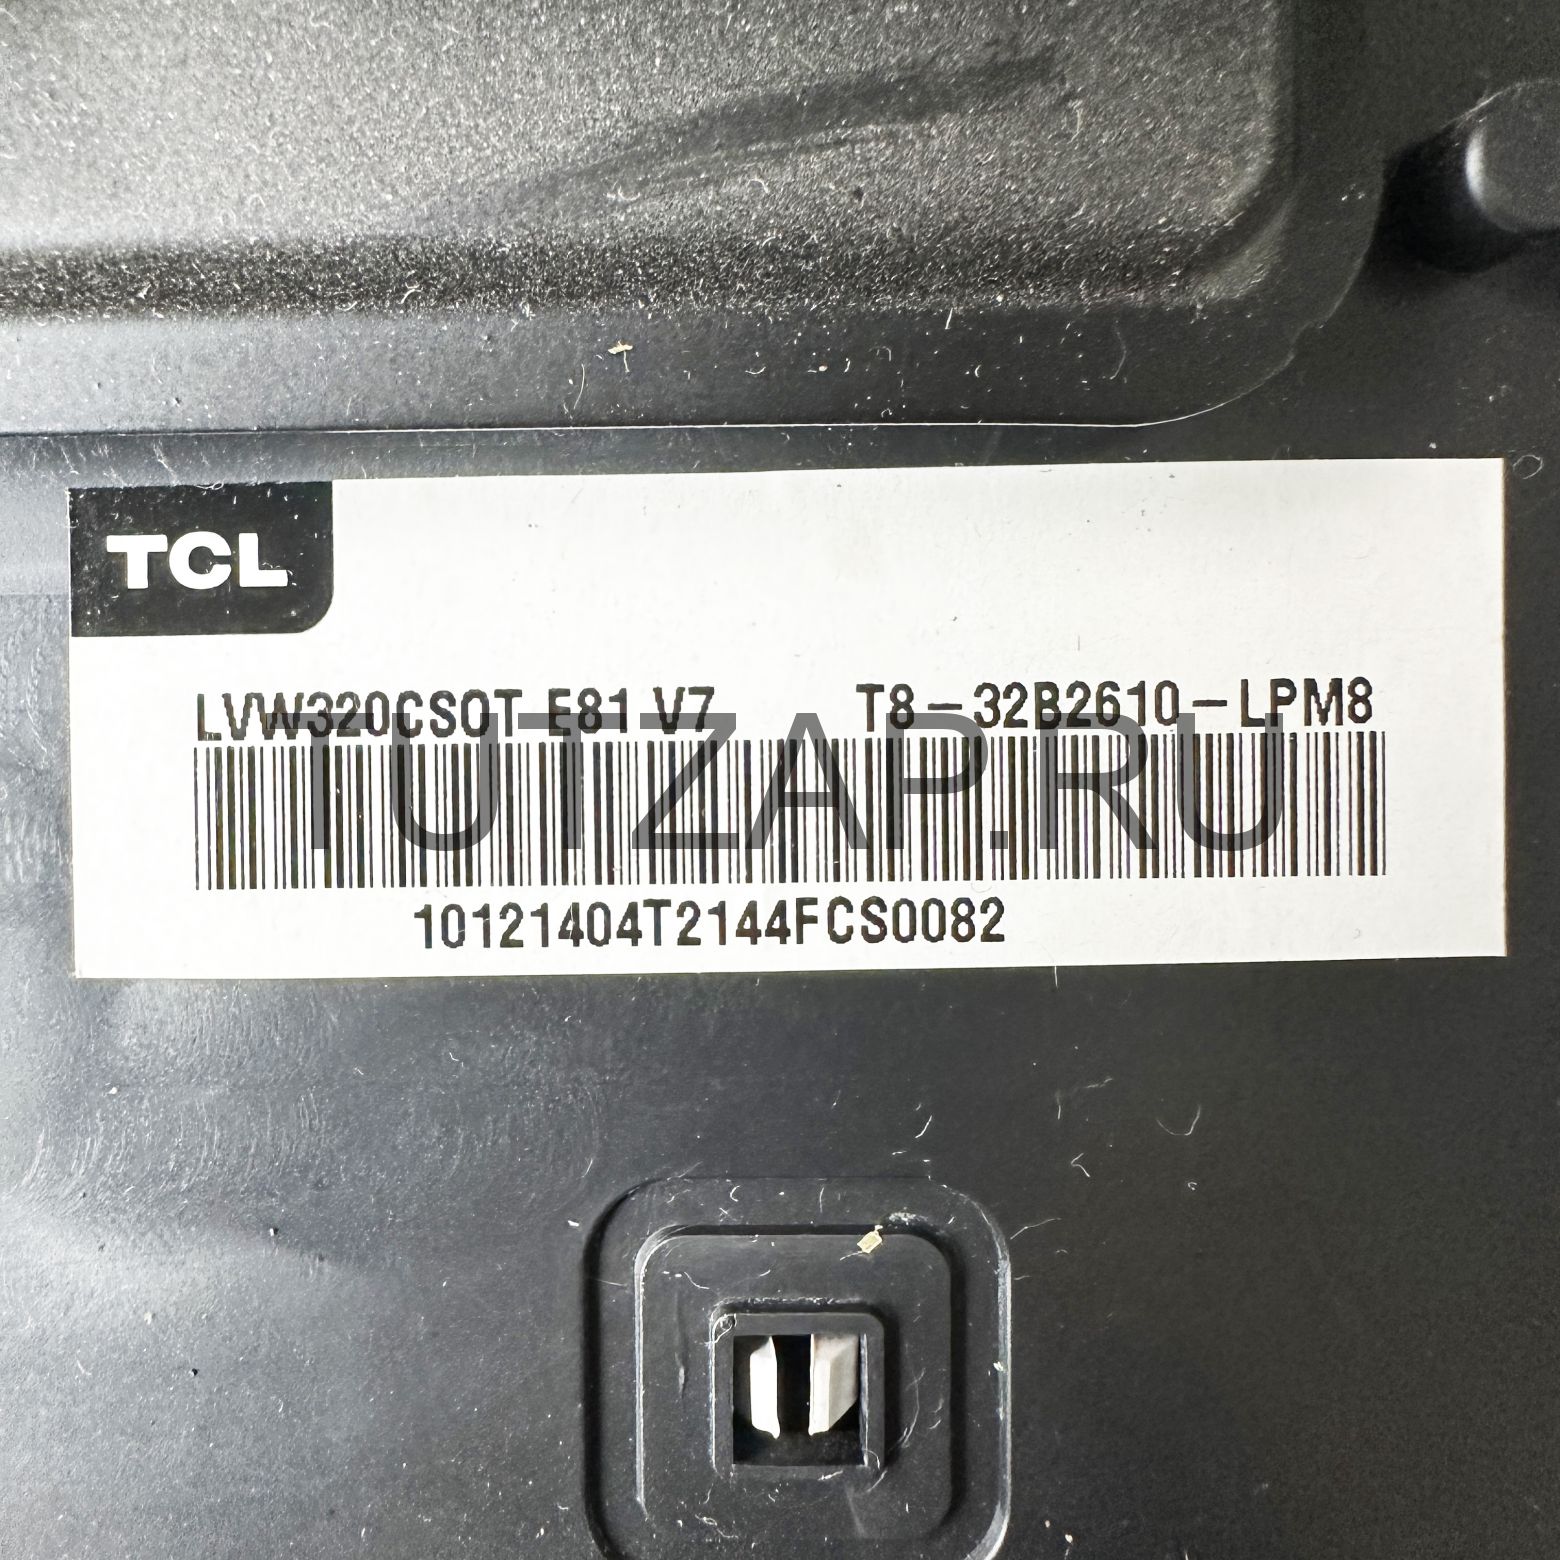 TCL
LVW320CSOT E81 V7 T8-32B2610-LPM8
TUTZAP.RU
10121404T2144FCS0082